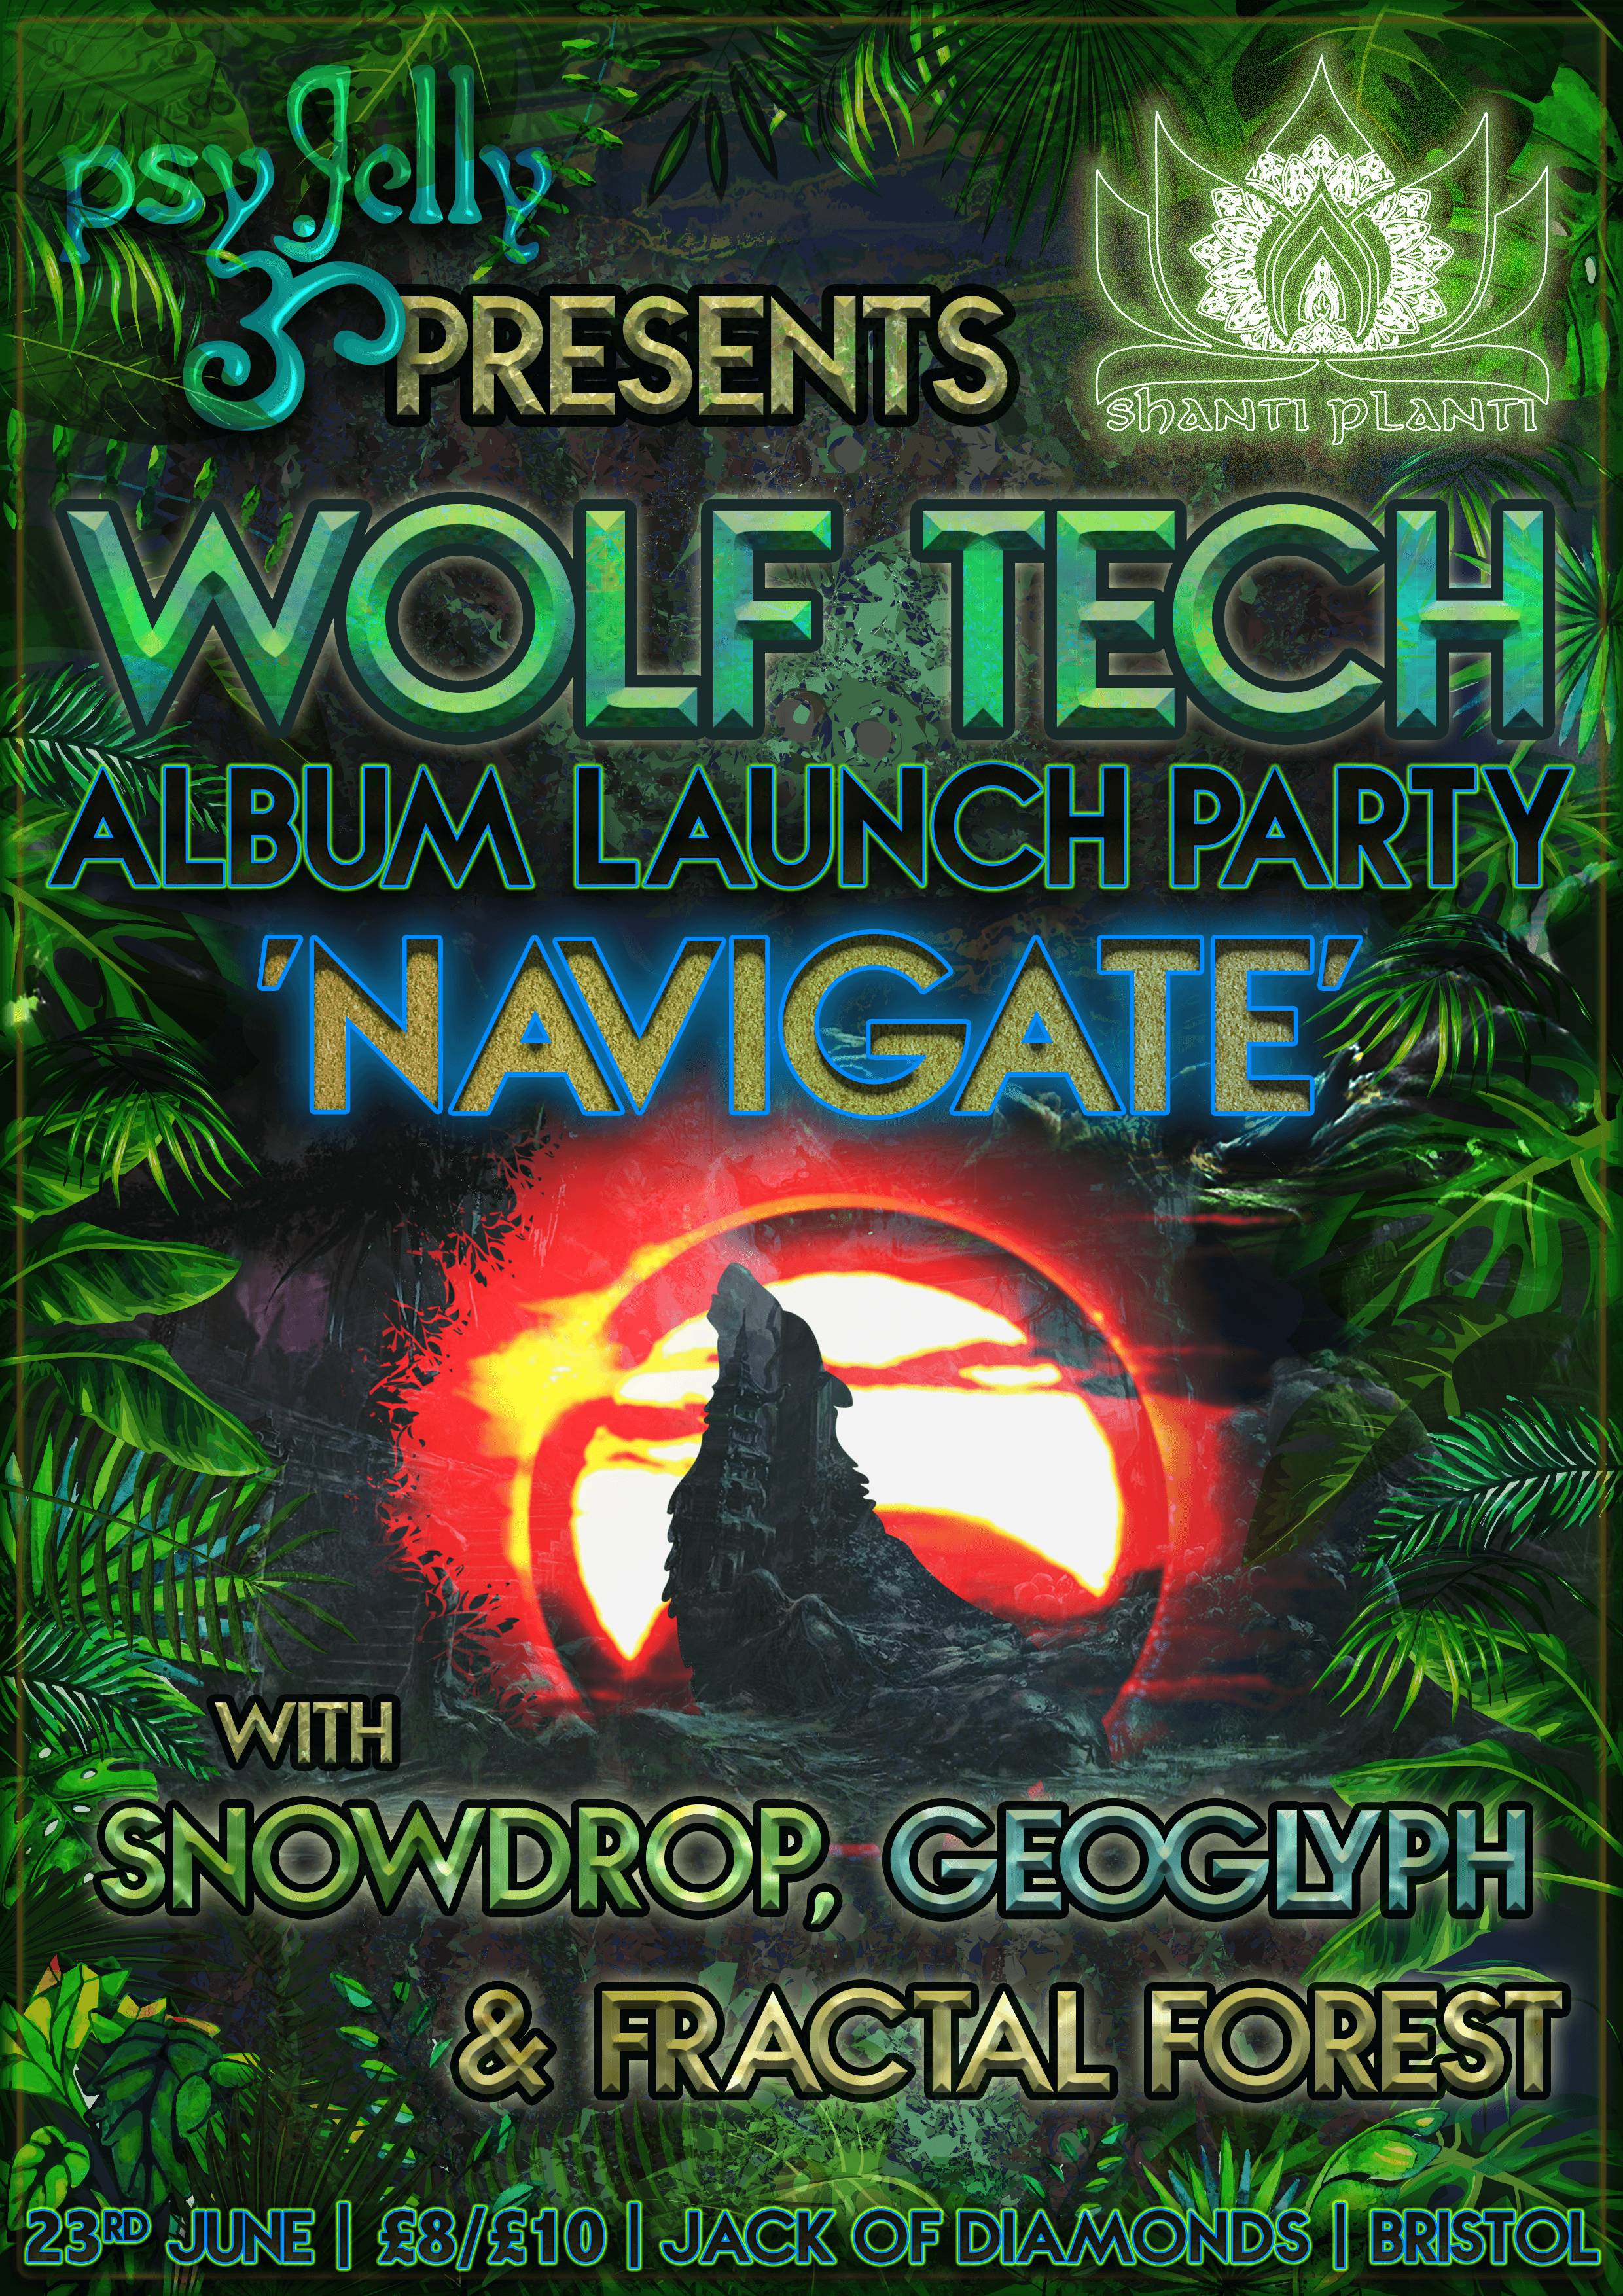 psy Jelly
PRESENTS
shanti planti
WOLF TECH
ALBUM LAUNCH PARTY
'NAVIGATE'
WITH
SNOWDROP, GEOGLYPH
& FRACTAL FOREST
23RD JUNE | £8/£10 | JACK OF DIAMONDS | BRISTOL